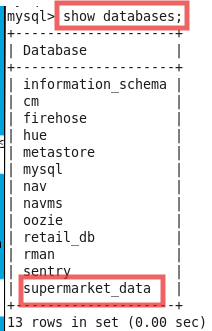 mysql> show databases;
+--------------------+
| Database           |
+--------------------+
| information_schema |
| cm                 |
| firehose           |
| hue                |
| metastore          |
| mysql              |
| nav                |
| navms              |
| oozie              |
| retail_db          |
| rman               |
| sentry             |
| supermarket_data   |
+--------------------+
13 rows in set (0.00 sec)